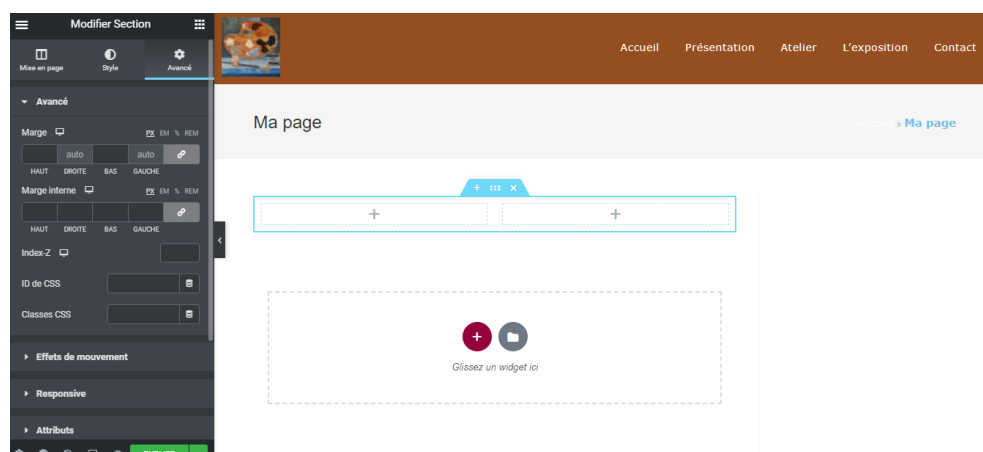 Modifier Section
Mise en page Style Avancé
Avancé
Marge PX EM % REM
auto auto
HAUT DROITE BAS GAUCHE
Marge interne PX EM % REM
HAUT DROITE BAS GAUCHE
Index-Z
ID de CSS
Classes CSS
Effets de mouvement
Responsive
Attributs
Accueil Présentation Atelier L'exposition Contact
Ma page
Accueil » Ma page
Glissez un widget ici